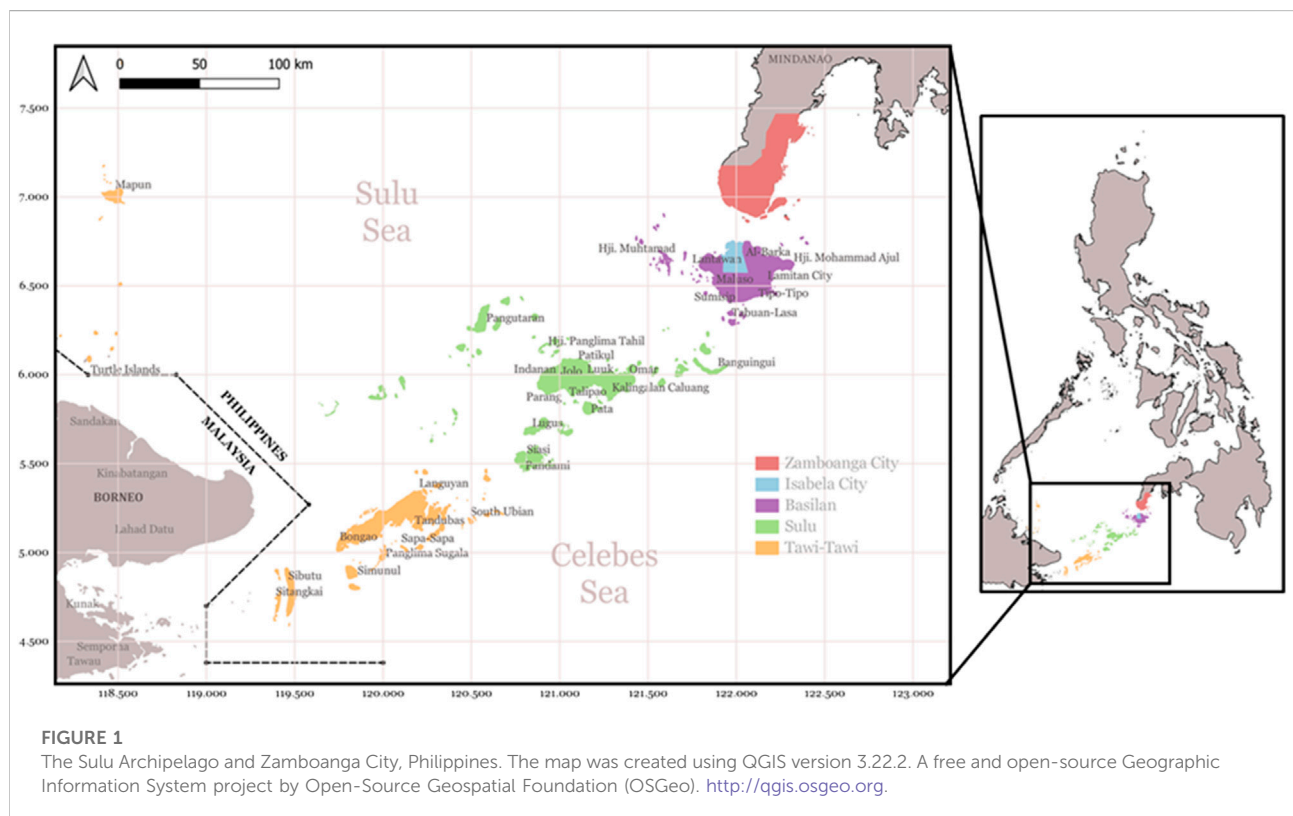 0 50 100 km
MINDANAO
7.500
7.000
6.500
6.000
5.500
5.000
4.500
Mapun
Sulu
Sea
Hji. Muhtamad
Lantawan
Al-Barka
Hji. Mohammad Ajul
Maluso
Lamitan City
Sumisip
Tipo-Tipo
Tabuan-Lasa
Pangutaran
Hji. Panglima Tahil
Patikul
Banguingui
Indanan
Jolo
Luuk
Omar
Turtle Islands
Parang
Talipao
Kalingalan Caluang
Pata
PHILIPPINES
MALAYSIA
Lugus
Sandakan
Siasi
Pandami
Kinabatangan
BORNEO
Lahad Datu
Languyan
Tandubas
South Ubian
Bongao
Sapa-Sapa
Panglima Sugala
Simunul
Sibutu
Sitangkai
Celebes
Sea
Kunak
Semporna
Tawau
Zamboanga City
Isabela City
Basilan
Sulu
Tawi-Tawi
118.500 119.000 119.500 120.000 120.500 121.000 121.500 122.000 122.500 123.000
FIGURE 1
The Sulu Archipelago and Zamboanga City, Philippines. The map was created using QGIS version 3.22.2. A free and open-source Geographic
Information System project by Open-Source Geospatial Foundation (OSGeo). http://qgis.osgeo.org.